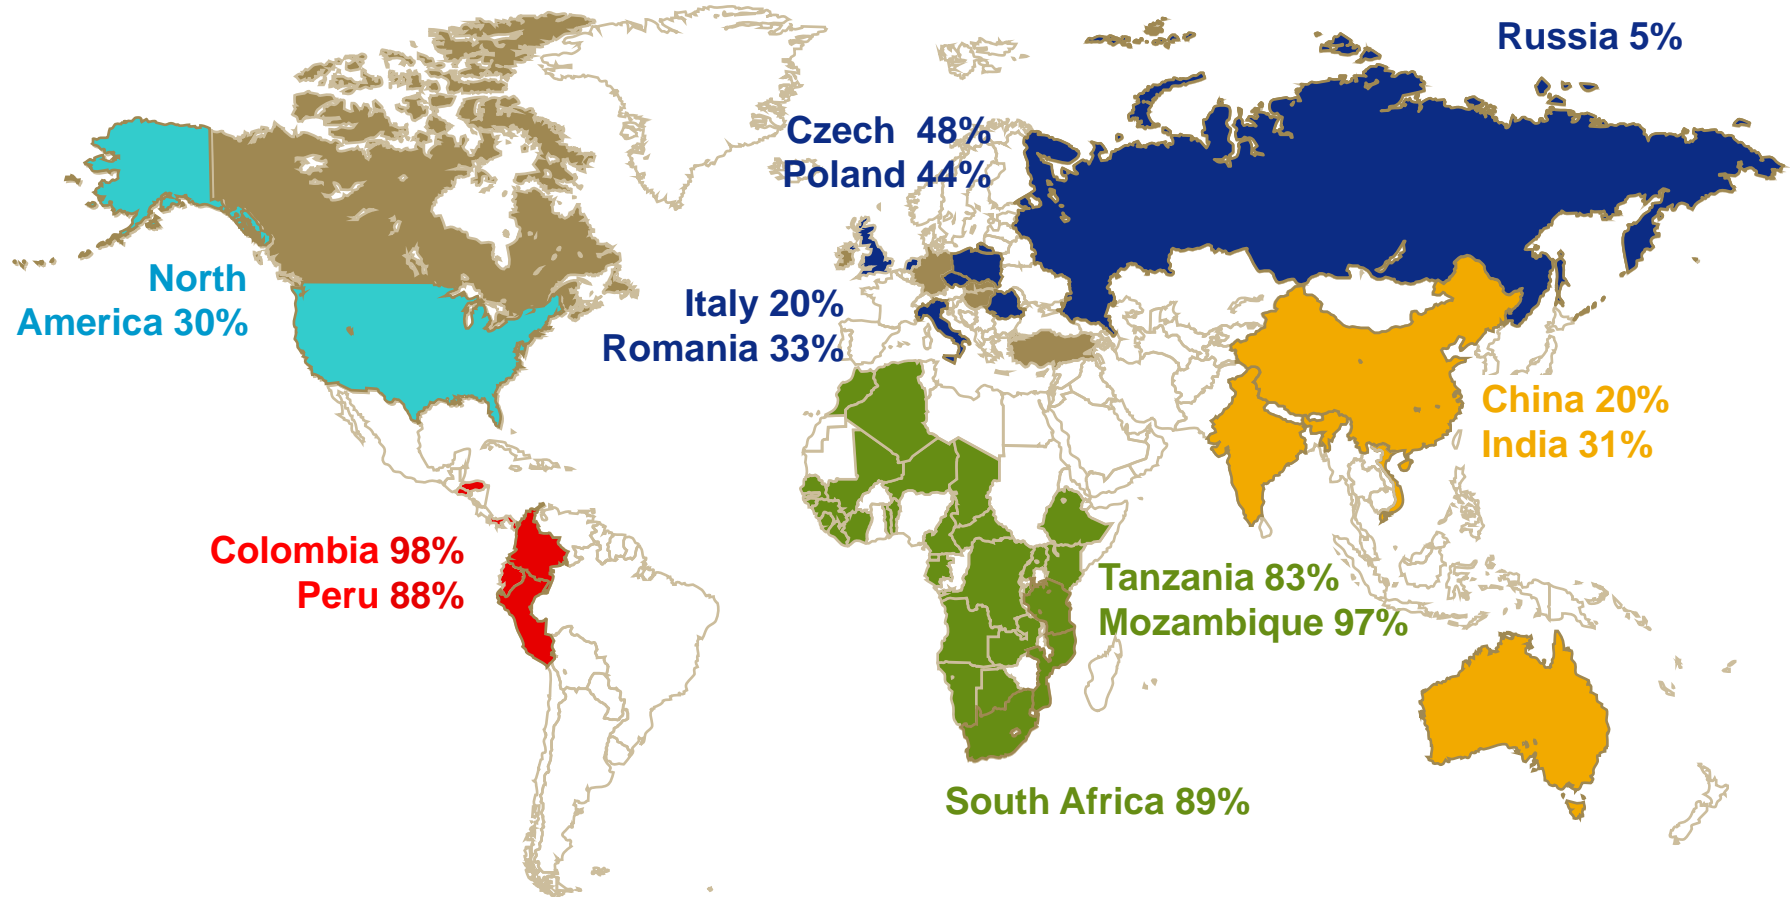 Russia 5%
Czech  48%
Poland 44%
North
America 30%
Italy 20%
Romania 33%
China 20%
India 31%
Colombia 98%
Peru 88%
Tanzania 83%
Mozambique 97%
South Africa 89%